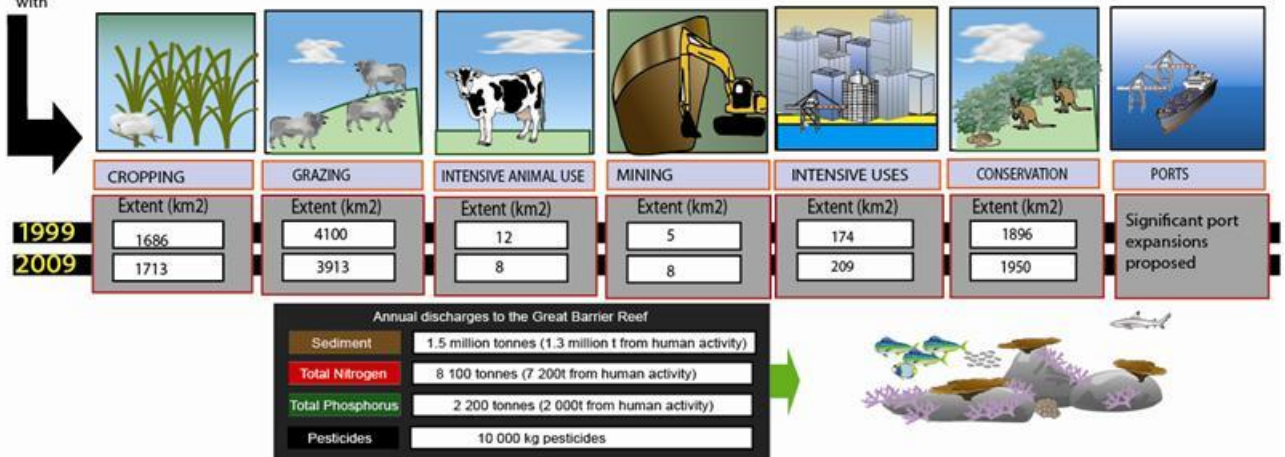 with
CROPPING
GRAZING
INTENSIVE ANIMAL USE
MINING
INTENSIVE USES
CONSERVATION
PORTS
Extent (km2)
Extent (km2)
Extent (km2)
Extent (km2)
Extent (km2)
Extent (km2)
Significant port
expansions
proposed
1999
1686
4100
12
5
174
1896
2009
1713
3913
8
8
209
1950
Annual discharges to the Great Barrier Reef
Sediment
1.5 million tonnes (1.3 million t from human activity)
Total Nitrogen
8 100 tonnes (7 200t from human activity)
Total Phosphorus
2 200 tonnes (2 000t from human activity)
Pesticides
10 000 kg pesticides